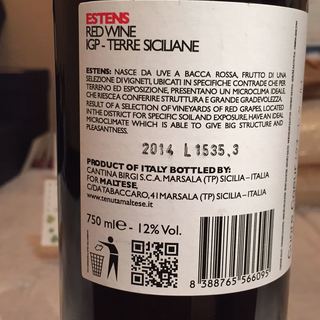 ESTENS
RED WINE
IGP - TERRE SICILIANE
ESTENS: NASCE DA UVE A BACCA ROSSA, FRUTTO DI UNA
SELEZIONE DI VIGNETI, UBICATI IN SPECIFICHE CONTRADE CHE PER
TERRENO ED ESPOSIZIONE, PRESENTANO UN MICROCLIMA IDEALE,
CHE RIESCE A CONFERIRE STRUTTURA E GRANDE GRADEVOLEZZA.
RESULT OF A SELECTION OF VINEYARDS OF RED GRAPES, LOCATED
IN THE DISTRICT FOR SPECIFIC SOIL AND EXPOSURE, HAVE AN IDEAL
MICROCLIMATE WHICH IS ABLE TO GIVE BIG STRUCTURE AND
PLEASANTNESS.
2014 L1535,3
PRODUCT OF ITALY BOTTLED BY:
CANTINA BIRGI S.C.A. MARSALA (TP) SICILIA - ITALIA
FOR MALTESE,
C/DA TABACCARO, 41 MARSALA (TP) SICILIA - ITALIA
www.tenutamaltese.it
750 ml e - 12% Vol.
8 388765 566095